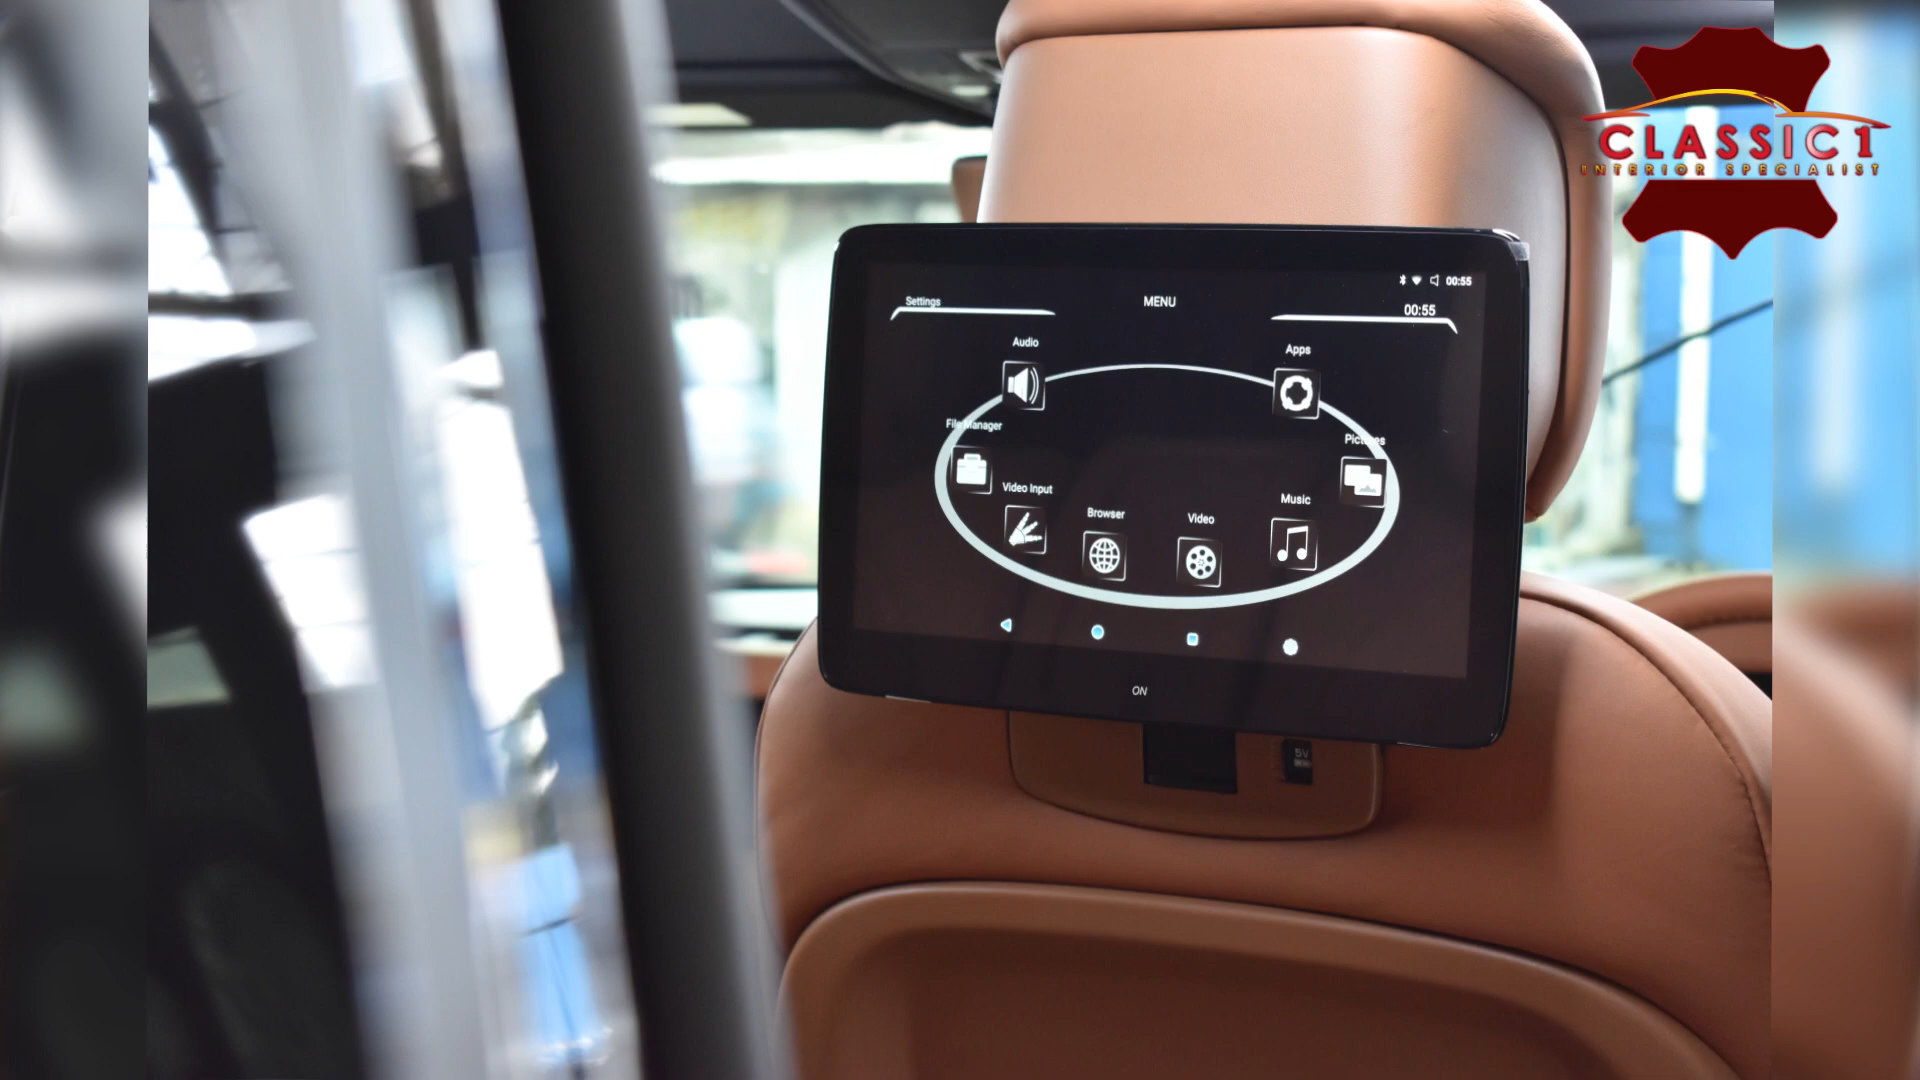 CLASSIC1
INTERIOR SPECIALIST
00:55
Settings
MENU
00:55
Audio
Apps
File Manager
Pictures
Video Input
Music
Browser
Video
ON
5V